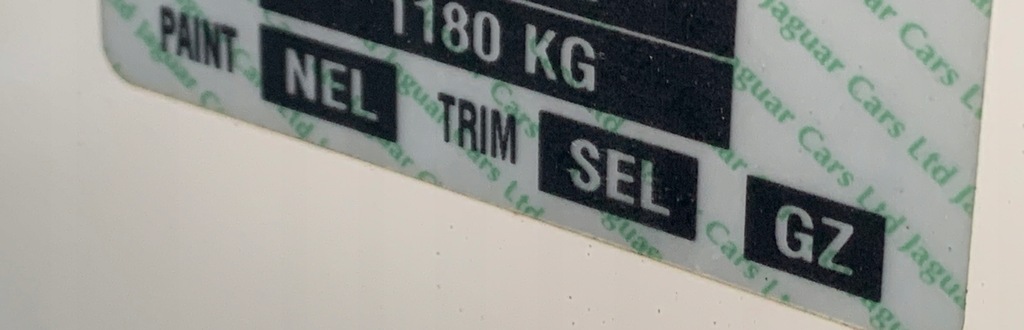 1180 KG
PAINT NEL TRIM SEL GZ
Jaguar Cars Ltd